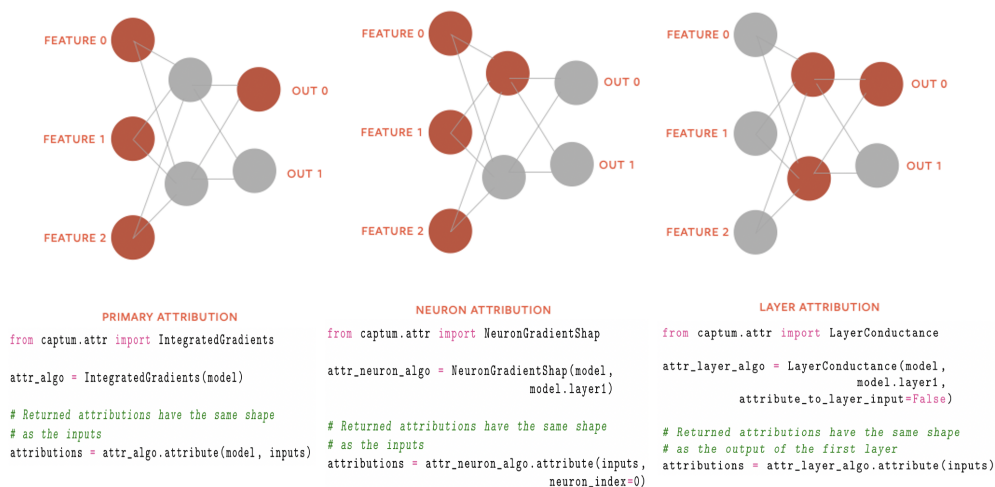 FEATURE 0
FEATURE 1
FEATURE 2
OUT 0
OUT 1
PRIMARY ATTRIBUTION
from captum.attr import IntegratedGradients
attr_algo = IntegratedGradients(model)
# Returned attributions have the same shape
# as the inputs
attributions = attr_algo.attribute(model, inputs)
FEATURE 0
FEATURE 1
FEATURE 2
OUT 0
OUT 1
NEURON ATTRIBUTION
from captum.attr import NeuronGradientShap
attr_neuron_algo = NeuronGradientShap(model,
model.layer1)
# Returned attributions have the same shape
# as the inputs
attributions = attr_neuron_algo.attribute(inputs,
neuron_index=0)
FEATURE 0
FEATURE 1
FEATURE 2
OUT 0
OUT 1
LAYER ATTRIBUTION
from captum.attr import LayerConductance
attr_layer_algo = LayerConductance(model,
model.layer1,
attribute_to_layer_input=False)
# Returned attributions have the same shape
# as the output of the first layer
attributions = attr_layer_algo.attribute(inputs)